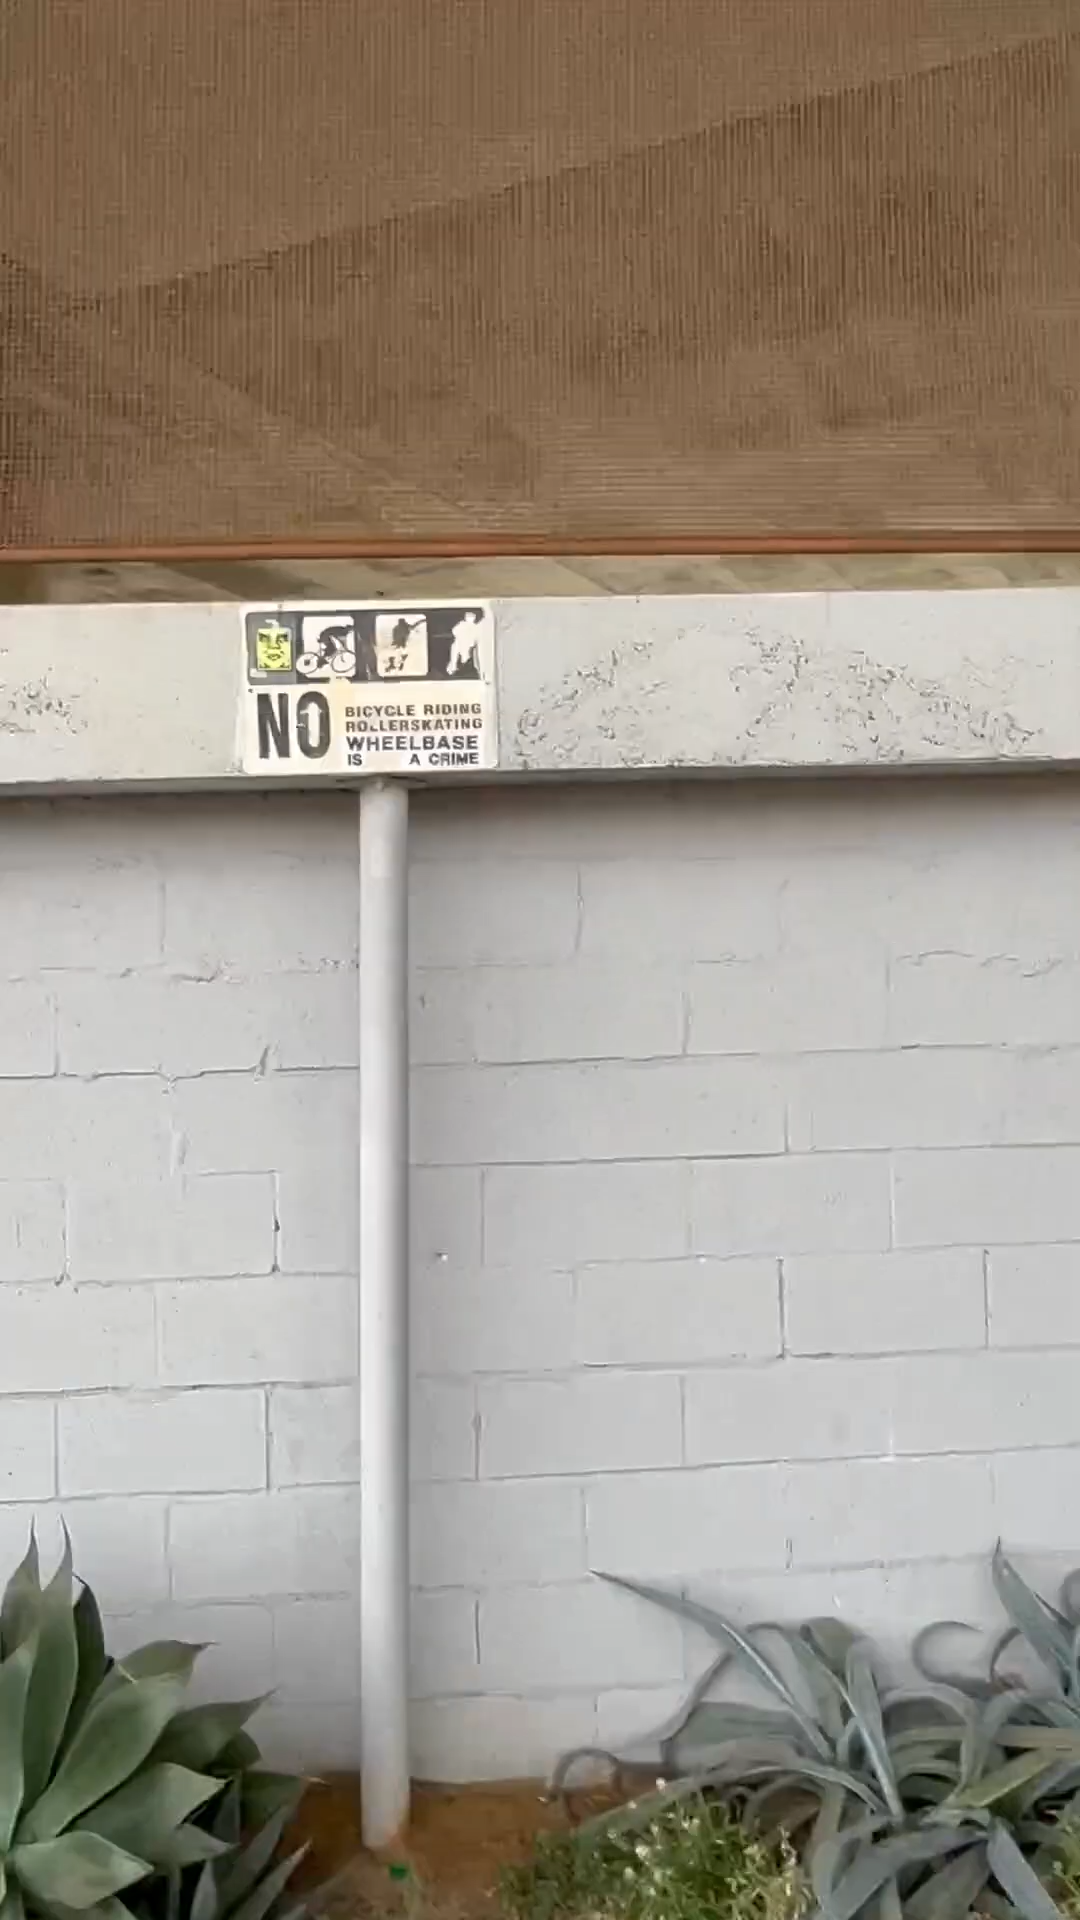 NO
BICYCLE RIDING
ROLLERSKATING
WHEELBASE
IS A CRIME